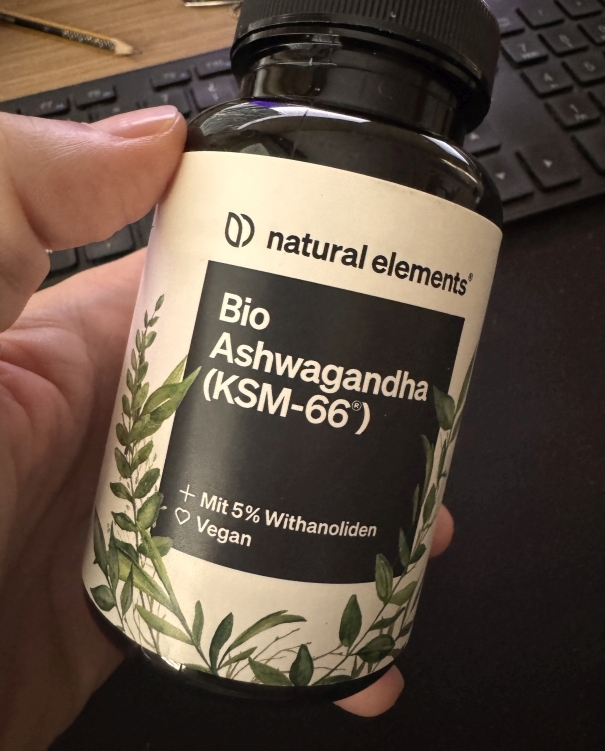 natural elements®
Bio
Ashwagandha
(KSM-66®)
+ Mit 5% Withanoliden
♡ Vegan